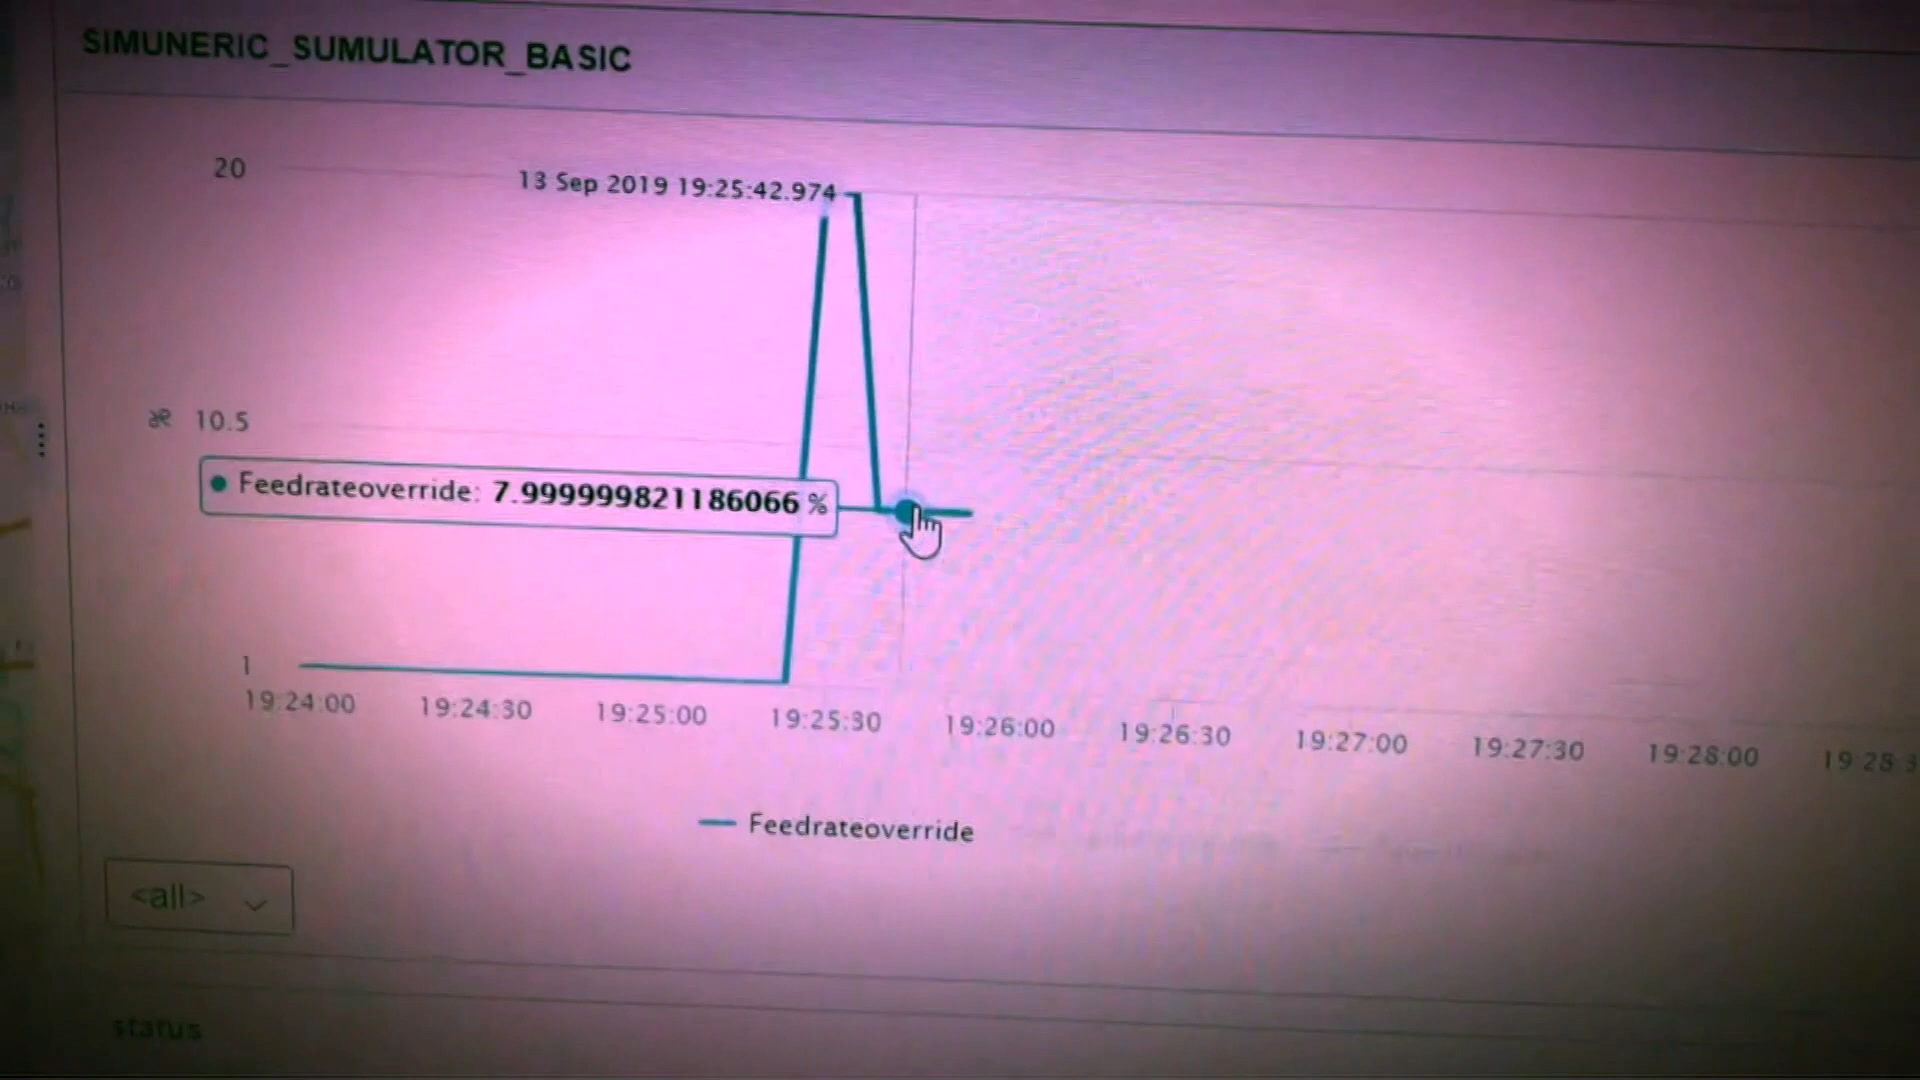 SIMUNERIC_SUMULATOR_BASIC
20
13 Sep 2019 19:25:42.974
% 10.5
Feedrateoverride: 7.999999821186066 %
1
19:24:00 19:24:30 19:25:00 19:25:30 19:26:00 19:26:30 19:27:00 19:27:30 19:28:00
Feedrateoverride
<all>
status